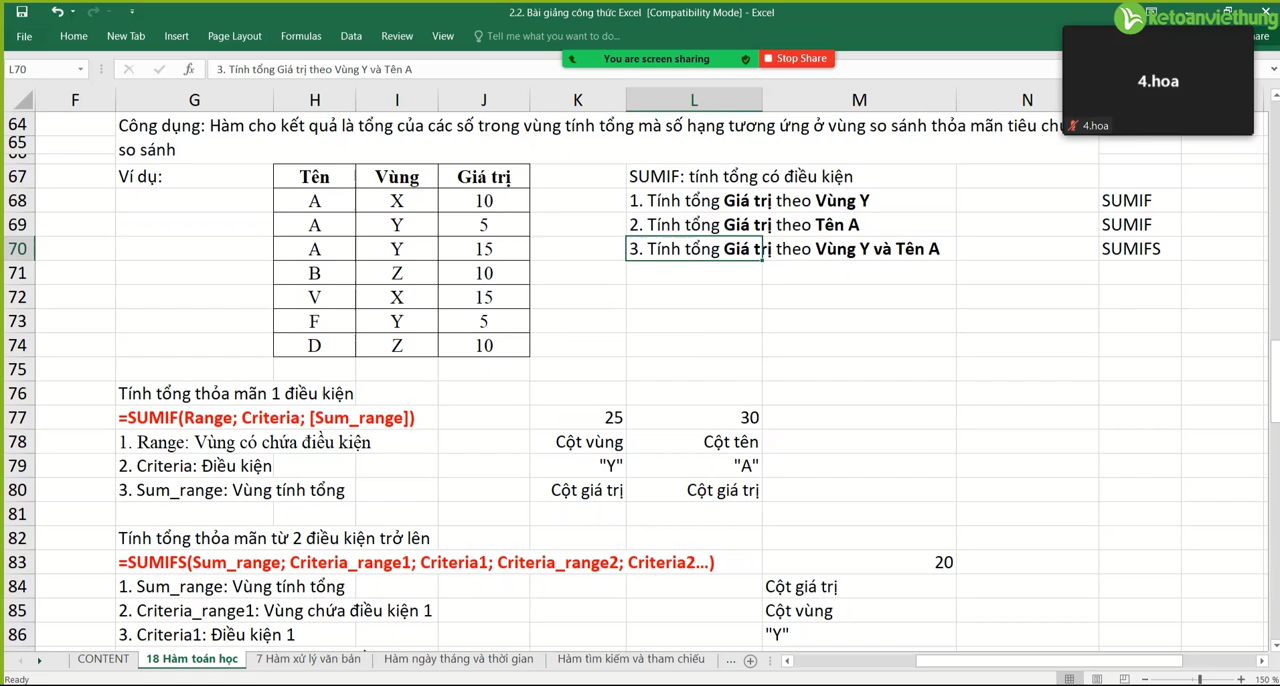 2.2. Bài giảng công thức Excel [Compatibility Mode] - Excel
ketoanviethung
File Home New Tab Insert Page Layout Formulas Data Review View Tell me what you want to do...
You are screen sharing Stop Share
L70 fx 3. Tính tổng Giá trị theo Vùng Y và Tên A
4.hoa
4.hoa
F G H I J K L M N
64 Công dụng: Hàm cho kết quả là tổng của các số trong vùng tính tổng mà số hạng tương ứng ở vùng so sánh thỏa mãn tiêu
65 so sánh
67 Ví dụ: Tên Vùng Giá trị SUMIF: tính tổng có điều kiện
68 A X 10 1. Tính tổng Giá trị theo Vùng Y SUMIF
69 A Y 5 2. Tính tổng Giá trị theo Tên A SUMIF
70 A Y 15 3. Tính tổng Giá trị theo Vùng Y và Tên A SUMIFS
71 B Z 10
72 V X 15
73 F Y 5
74 D Z 10
75
76 Tính tổng thỏa mãn 1 điều kiện
77 =SUMIF(Range; Criteria; [Sum_range]) 25 30
78 1. Range: Vùng có chứa điều kiện Cột vùng Cột tên
79 2. Criteria: Điều kiện "Y" "A"
80 3. Sum_range: Vùng tính tổng Cột giá trị Cột giá trị
81
82 Tính tổng thỏa mãn từ 2 điều kiện trở lên
83 =SUMIFS(Sum_range; Criteria_range1; Criteria1; Criteria_range2; Criteria2...) 20
84 1. Sum_range: Vùng tính tổng Cột giá trị
85 2. Criteria_range1: Vùng chứa điều kiện 1 Cột vùng
86 3. Criteria1: Điều kiện 1 "Y"
CONTENT 18 Hàm toán học 7 Hàm xử lý văn bản Hàm ngày tháng và thời gian Hàm tìm kiếm và tham chiếu ...
Ready 150 %